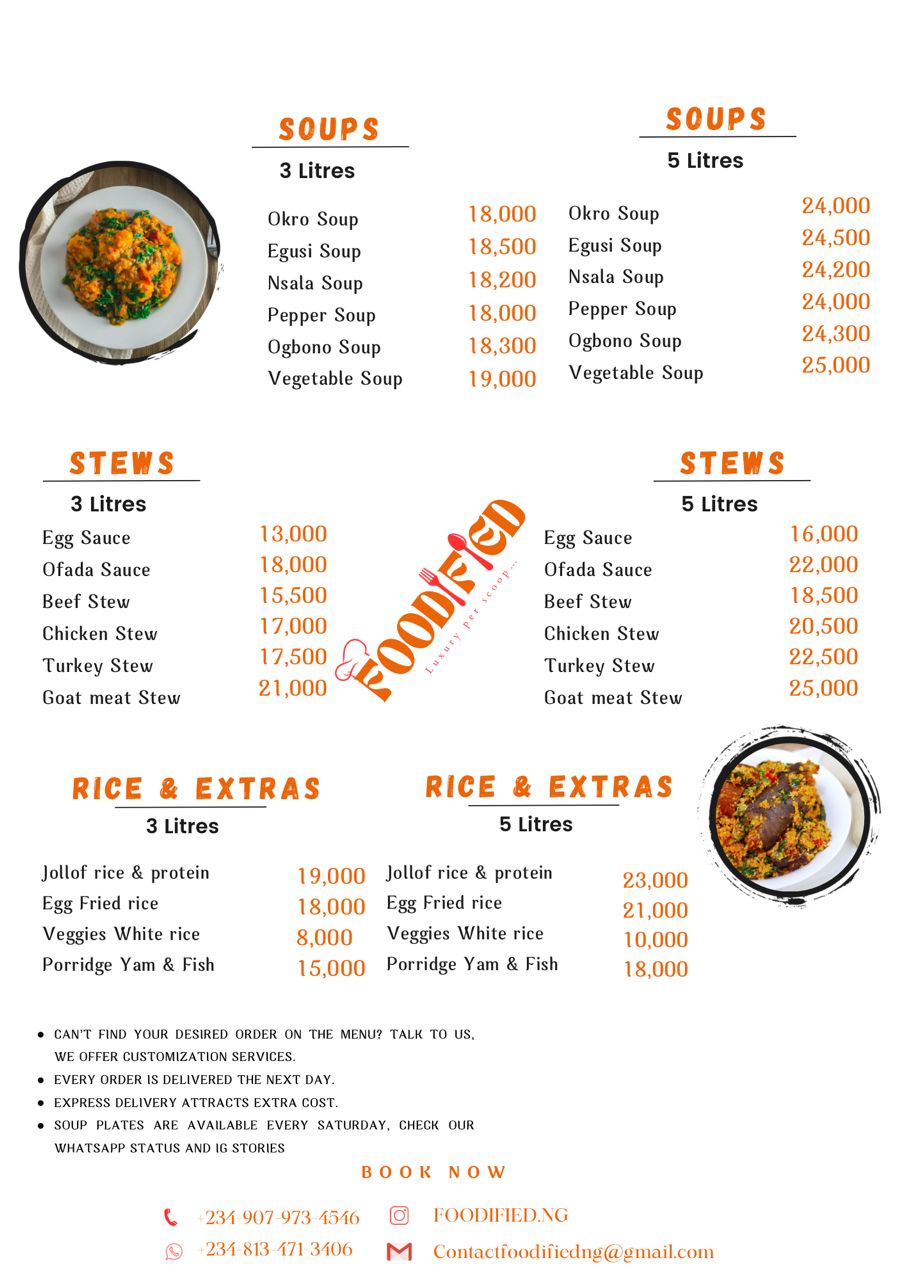 SOUPS
3 Litres
Okro Soup 18,000
Egusi Soup 18,500
Nsala Soup 18,200
Pepper Soup 18,000
Ogbono Soup 18,300
Vegetable Soup 19,000
SOUPS
5 Litres
Okro Soup 24,000
Egusi Soup 24,500
Nsala Soup 24,200
Pepper Soup 24,000
Ogbono Soup 24,300
Vegetable Soup 25,000
STEWS
3 Litres
Egg Sauce 13,000
Ofada Sauce 18,000
Beef Stew 15,500
Chicken Stew 17,000
Turkey Stew 17,500
Goat meat Stew 21,000
FOODIFIED
Luxury per scoop...
STEWS
5 Litres
Egg Sauce 16,000
Ofada Sauce 22,000
Beef Stew 18,500
Chicken Stew 20,500
Turkey Stew 22,500
Goat meat Stew 25,000
RICE & EXTRAS
3 Litres
Jollof rice & protein 19,000
Egg Fried rice 18,000
Veggies White rice 8,000
Porridge Yam & Fish 15,000
RICE & EXTRAS
5 Litres
Jollof rice & protein 23,000
Egg Fried rice 21,000
Veggies White rice 10,000
Porridge Yam & Fish 18,000
• CAN'T FIND YOUR DESIRED ORDER ON THE MENU? TALK TO US,
WE OFFER CUSTOMIZATION SERVICES.
• EVERY ORDER IS DELIVERED THE NEXT DAY.
• EXPRESS DELIVERY ATTRACTS EXTRA COST.
• SOUP PLATES ARE AVAILABLE EVERY SATURDAY, CHECK OUR
WHATSAPP STATUS AND IG STORIES
BOOK NOW
+234-907-973-4546
FOODIFIED.NG
+234-813-471-3406
Contactfoodifiedng@gmail.com